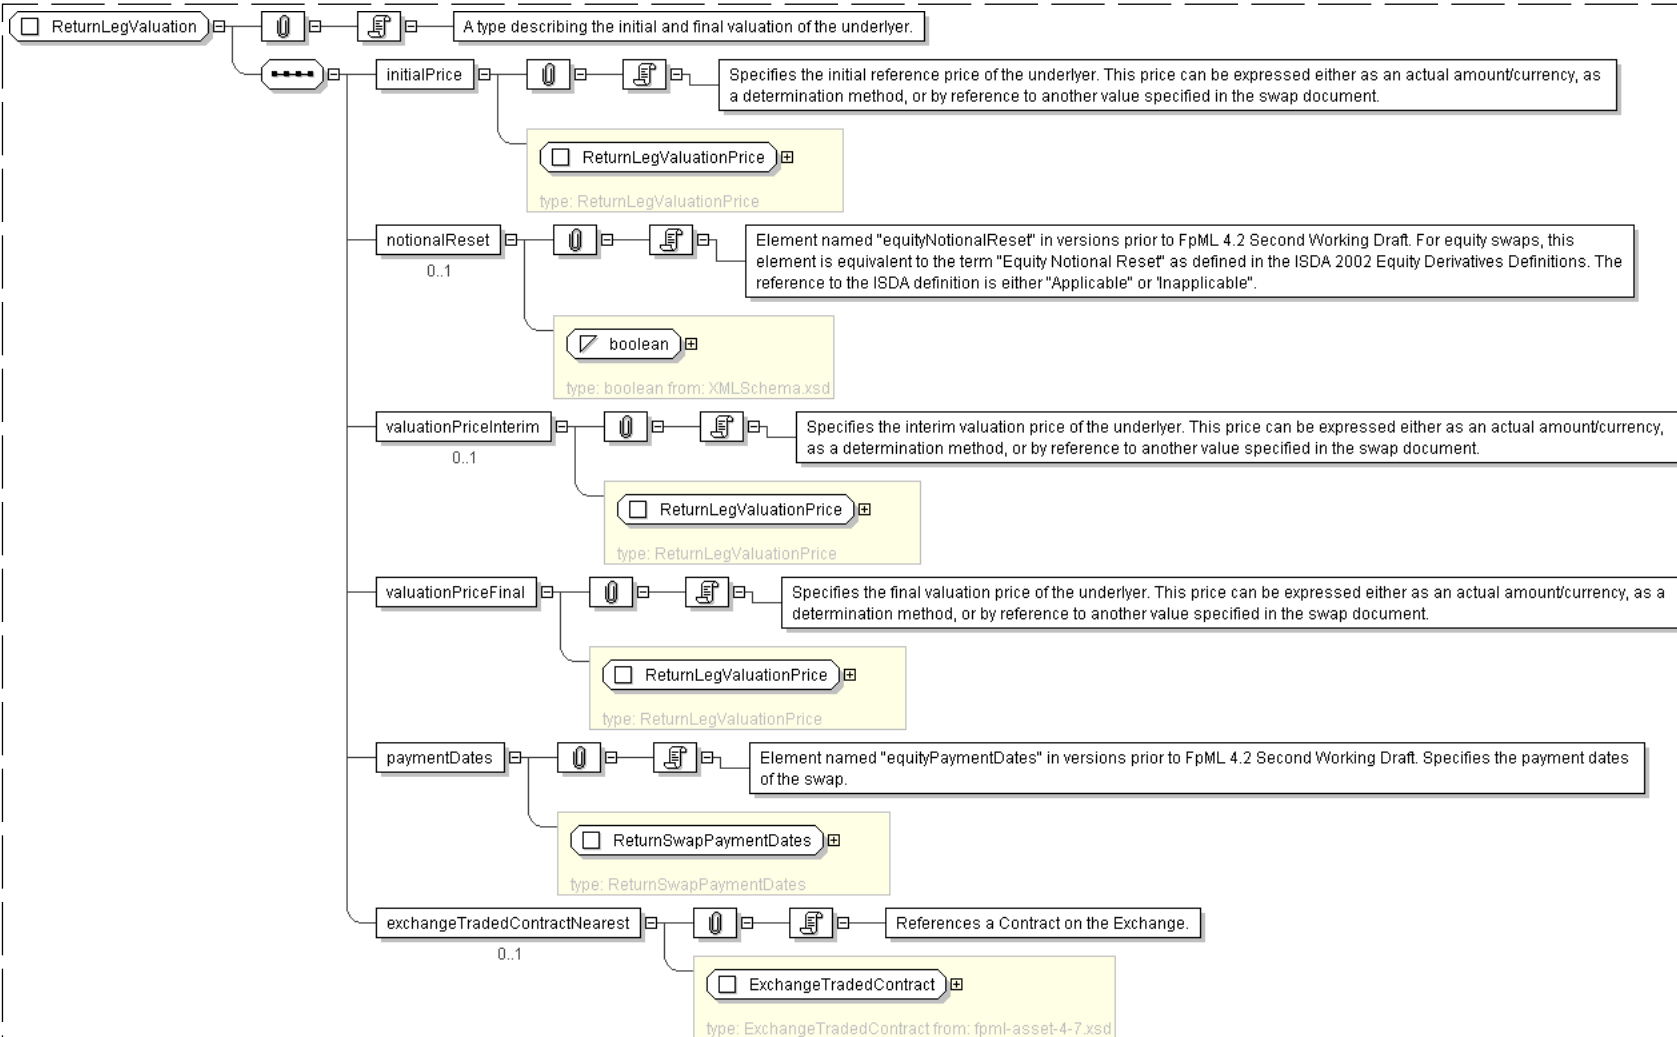 ReturnLegValuation
A type describing the initial and final valuation of the underlyer.
initialPrice
Specifies the initial reference price of the underlyer. This price can be expressed either as an actual amount/currency, as
a determination method, or by reference to another value specified in the swap document.
ReturnLegValuationPrice
type: ReturnLegValuationPrice
notionalReset
0..1
Element named "equityNotionalReset" in versions prior to FpML 4.2 Second Working Draft. For equity swaps, this
element is equivalent to the term "Equity Notional Reset" as defined in the ISDA 2002 Equity Derivatives Definitions. The
reference to the ISDA definition is either "Applicable" or 'Inapplicable".
boolean
type: boolean from: XMLSchema.xsd
valuationPriceInterim
0..1
Specifies the interim valuation price of the underlyer. This price can be expressed either as an actual amount/currency,
as a determination method, or by reference to another value specified in the swap document.
ReturnLegValuationPrice
type: ReturnLegValuationPrice
valuationPriceFinal
Specifies the final valuation price of the underlyer. This price can be expressed either as an actual amount/currency, as a
determination method, or by reference to another value specified in the swap document.
ReturnLegValuationPrice
type: ReturnLegValuationPrice
paymentDates
Element named "equityPaymentDates" in versions prior to FpML 4.2 Second Working Draft. Specifies the payment dates
of the swap.
ReturnSwapPaymentDates
type: ReturnSwapPaymentDates
exchangeTradedContractNearest
0..1
References a Contract on the Exchange.
ExchangeTradedContract
type: ExchangeTradedContract from: fpml-asset-4-7.xsd